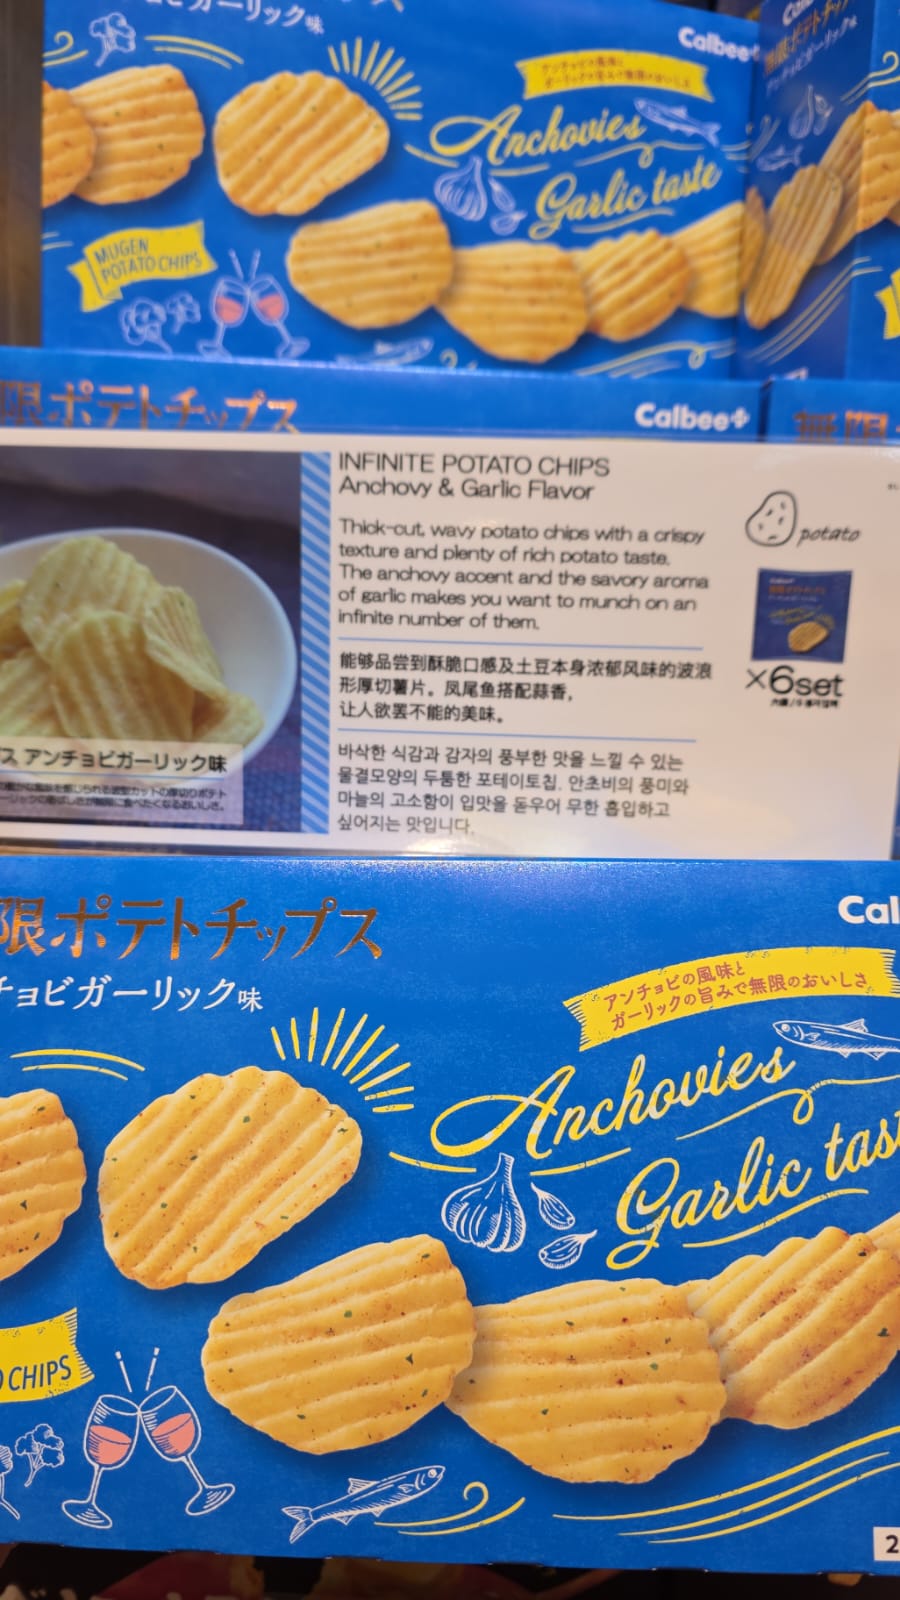 ョビガーリック味
Calbee+
Anchovies
Garlic taste
MUGEN
POTATO CHIPS
限ポテトチップス
Calbee+
無限
INFINITE POTATO CHIPS
Anchovy & Garlic Flavor
Thick-cut, wavy potato chips with a crispy
texture and plenty of rich potato taste.
The anchovy accent and the savory aroma
of garlic makes you want to munch on an
infinite number of them.
能够品尝到酥脆口感及土豆本身浓郁风味的波浪
形厚切薯片。凤尾鱼搭配蒜香，
让人欲罢不能的美味。
바삭한 식감과 감자의 풍부한 맛을 느낄 수 있는
물결모양의 두툼한 포테이토칩. 안초비의 풍미와
마늘의 고소함이 입맛을 돋우어 무한 흡입하고
싶어지는 맛입니다.
potato
×6set
ス アンチョビガーリック味
限ポテトチップス
チョビガーリック味
Cal
アンチョビの風味と
ガーリックの旨みで無限のおいしさ
Anchovies
Garlic tas
O CHIPS
2